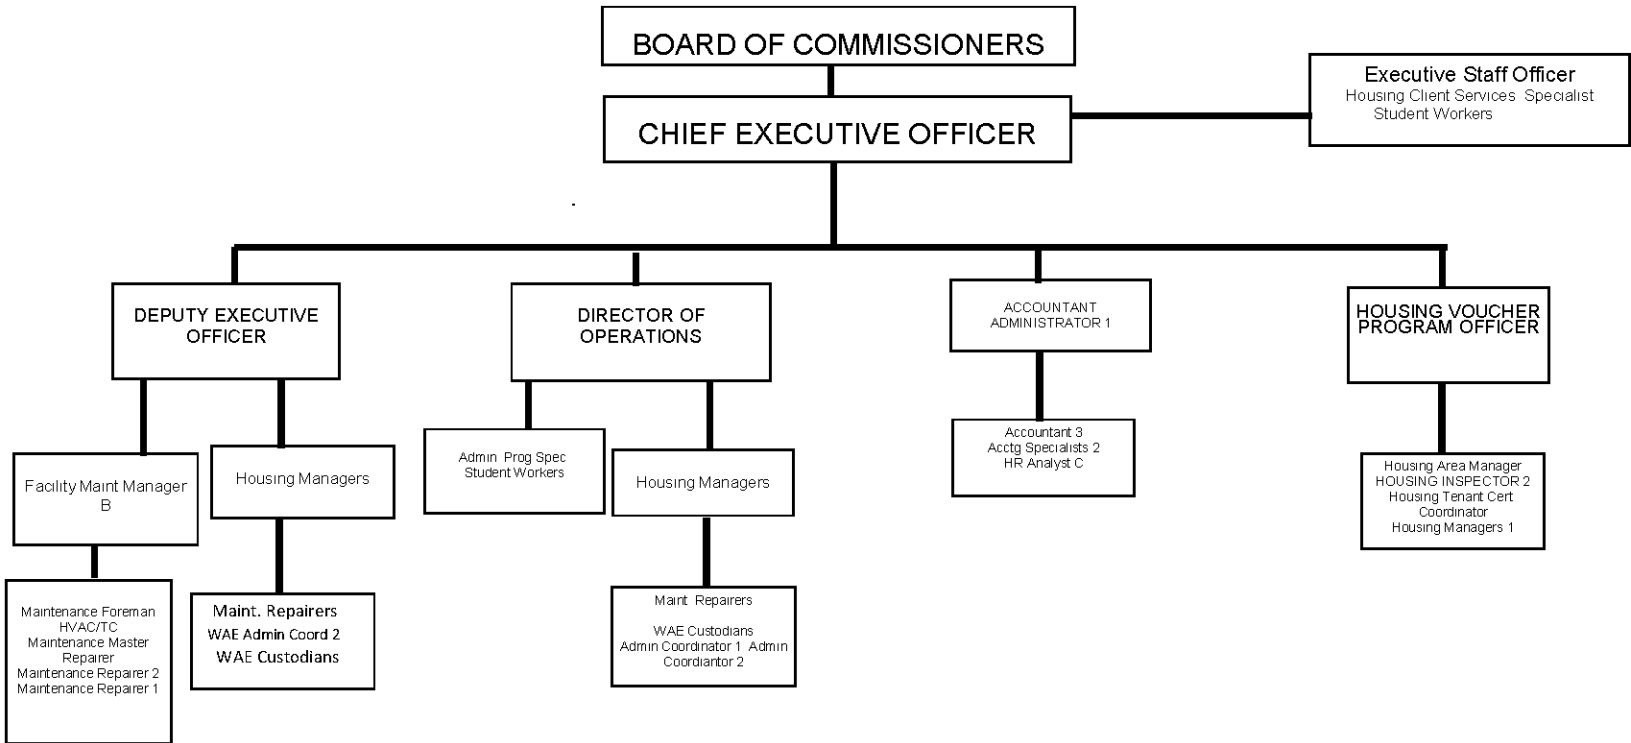 BOARD OF COMMISSIONERS
Executive Staff Officer
Housing Client Services Specialist
Student Workers
CHIEF EXECUTIVE OFFICER
DEPUTY EXECUTIVE
OFFICER
DIRECTOR OF
OPERATIONS
ACCOUNTANT
ADMINISTRATOR 1
HOUSING VOUCHER
PROGRAM OFFICER
Facility Maint Manager
B
Housing Managers
Admin Prog Spec
Student Workers
Housing Managers
Accountant 3
Acctg Specialists 2
HR Analyst C
Housing Area Manager
HOUSING INSPECTOR 2
Housing Tenant Cert
Coordinator
Housing Managers 1
Maintenance Foreman
HVAC/TC
Maintenance Master
Repairer
Maintenance Repairer 2
Maintenance Repairer 1
Maint. Repairers
WAE Admin Coord 2
WAE Custodians
Maint Repairers
WAE Custodians
Admin Coordinator 1 Admin
Coordiantor 2